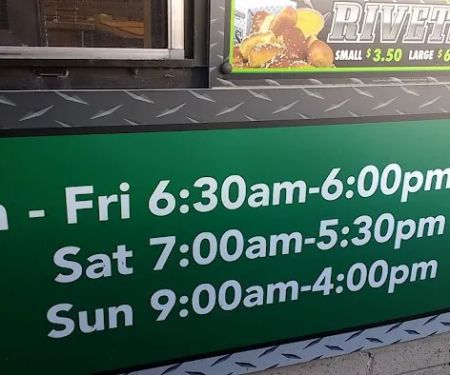 RIVET
SMALL $3.50 LARGE $6
- Fri 6:30am-6:00pm
Sat 7:00am-5:30pm
Sun 9:00am-4:00pm